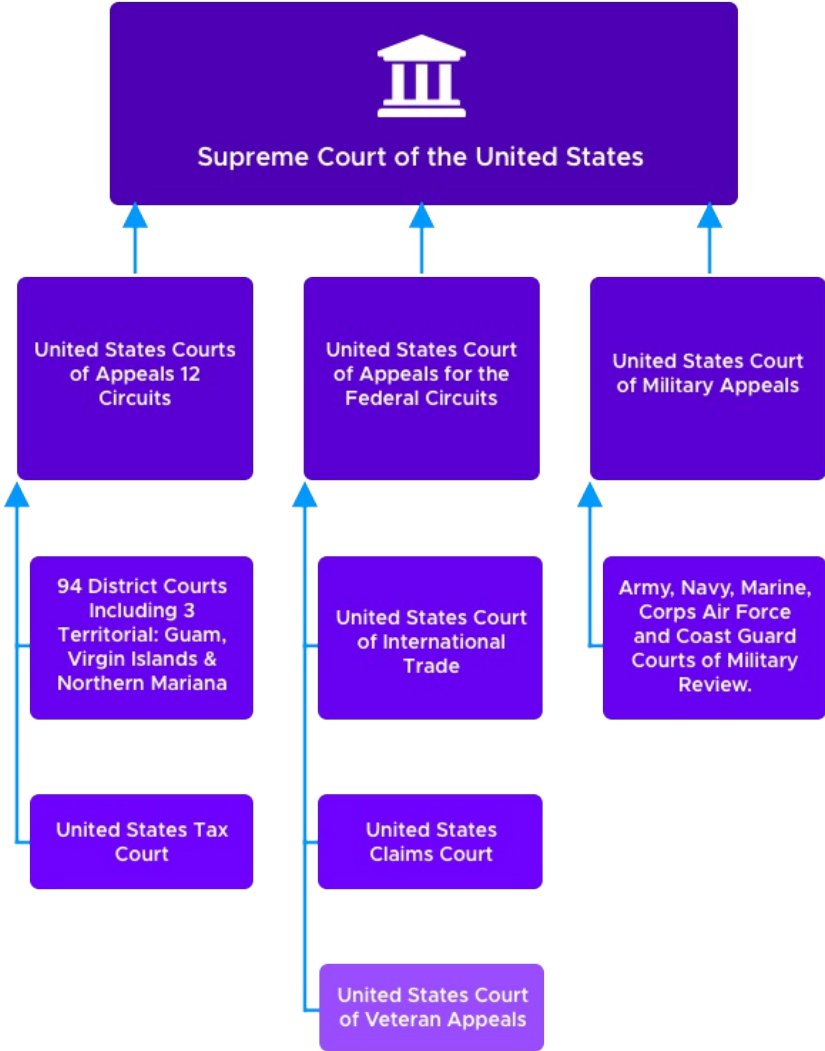 Supreme Court of the United States
United States Courts
of Appeals 12
Circuits
United States Court
of Appeals for the
Federal Circuits
United States Court
of Military Appeals
94 District Courts
Including 3
Territorial: Guam,
Virgin Islands &
Northern Mariana
United States Court
of International
Trade
Army, Navy, Marine,
Corps Air Force
and Coast Guard
Courts of Military
Review.
United States Tax
Court
United States
Claims Court
United States Court
of Veteran Appeals